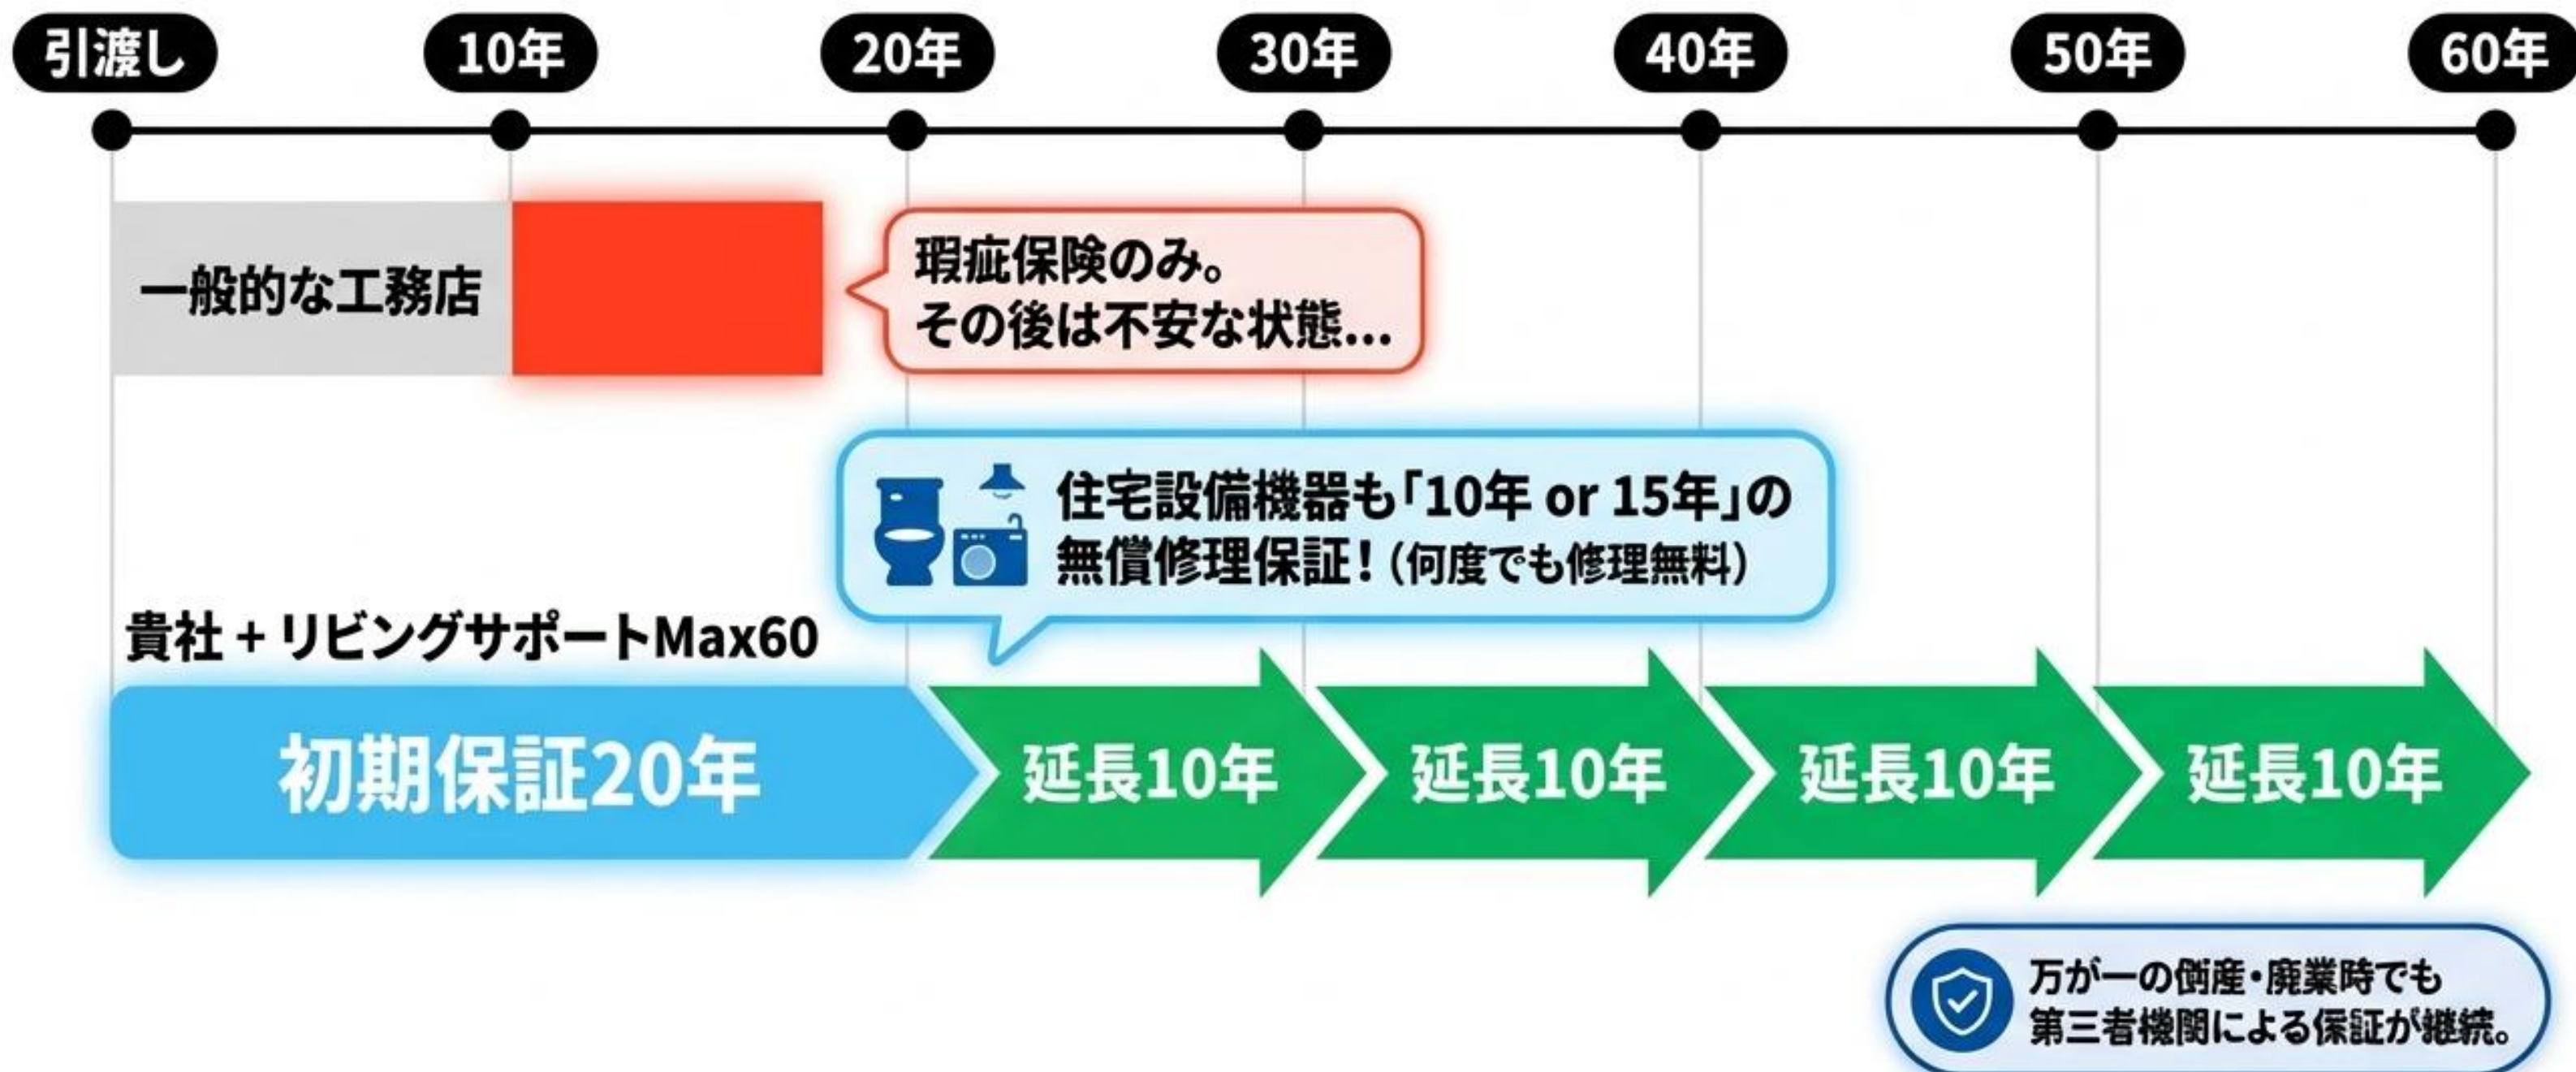 引渡し
10年
20年
30年
40年
50年
60年
一般的な工務店
瑕疵保険のみ。
その後は不安な状態...
住宅設備機器も「10年 or 15年」の
無償修理保証！（何度でも修理無料）
貴社 + リビングサポートMax60
初期保証20年
延長10年
延長10年
延長10年
延長10年
万が一の倒産・廃業時でも
第三者機関による保証が継続。